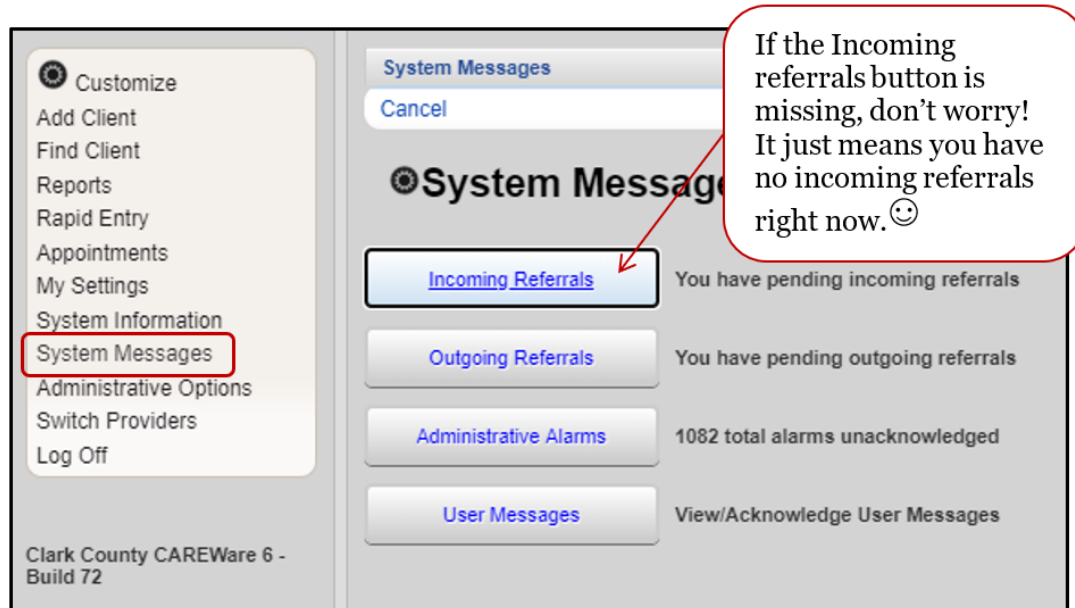 Customize
Add Client
Find Client
Reports
Rapid Entry
Appointments
My Settings
System Information
System Messages
Administrative Options
Switch Providers
Log Off
Clark County CAREWare 6 -
Build 72
System Messages
Cancel
System Message
Incoming Referrals
You have pending incoming referrals
Outgoing Referrals
You have pending outgoing referrals
Administrative Alarms
1082 total alarms unacknowledged
User Messages
View/Acknowledge User Messages
If the Incoming
referrals button is
missing, don’t worry!
It just means you have
no incoming referrals
right now.☺